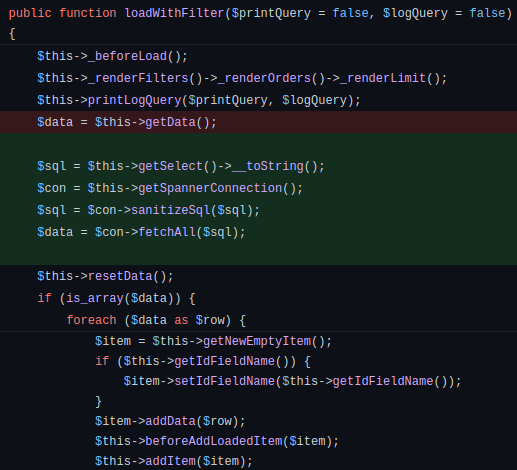 public function loadWithFilter($printQuery = false, $logQuery = false)
{
    $this->_beforeLoad();
    $this->_renderFilters()->_renderOrders()->_renderLimit();
    $this->printLogQuery($printQuery, $logQuery);
    $data = $this->getData();
    $sql = $this->getSelect()->__toString();
    $con = $this->getSpannerConnection();
    $sql = $con->sanitizeSql($sql);
    $data = $con->fetchAll($sql);
    $this->resetData();
    if (is_array($data)) {
        foreach ($data as $row) {
            $item = $this->getNewEmptyItem();
            if ($this->getIdFieldName()) {
                $item->setIdFieldName($this->getIdFieldName());
            }
            $item->addData($row);
            $this->beforeAddLoadedItem($item);
            $this->addItem($item);